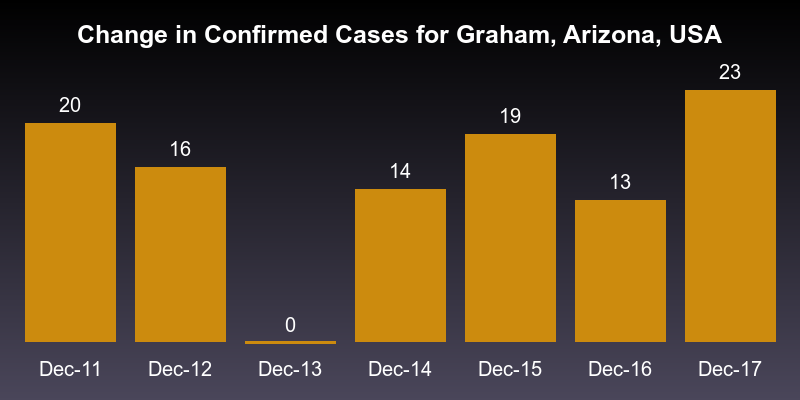 Change in Confirmed Cases for Graham, Arizona, USA
20
16
0
14
19
13
23
Dec-11
Dec-12
Dec-13
Dec-14
Dec-15
Dec-16
Dec-17